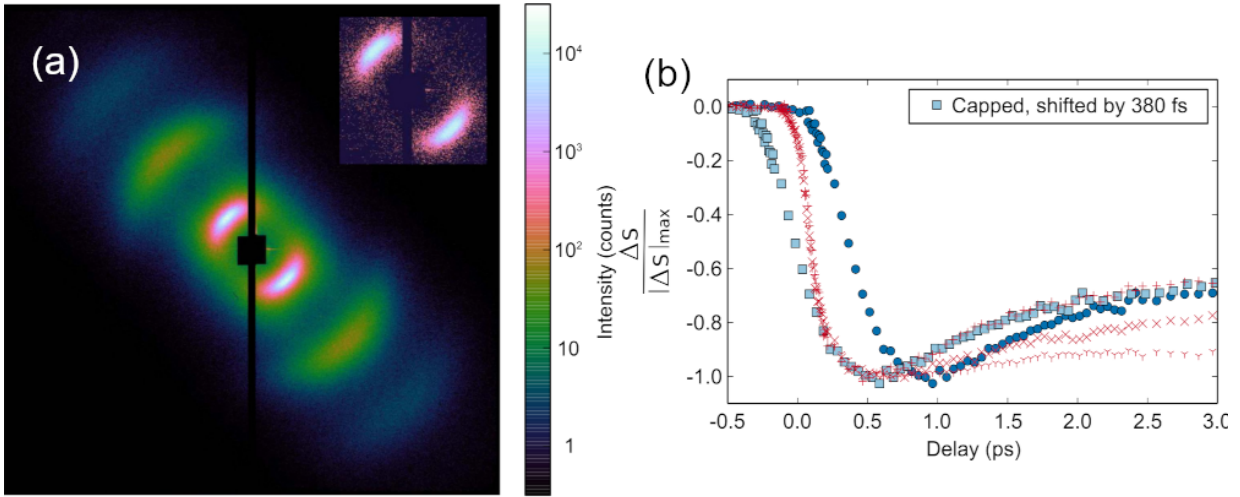 (a)
10⁴
10³
10²
10
1
Intensity (counts)
(b)
Capped, shifted by 380 fs
0.0
-0.2
-0.4
-0.6
-0.8
-1.0
ΔS
|ΔS|max
-0.5 0.0 0.5 1.0 1.5 2.0 2.5 3.0
Delay (ps)